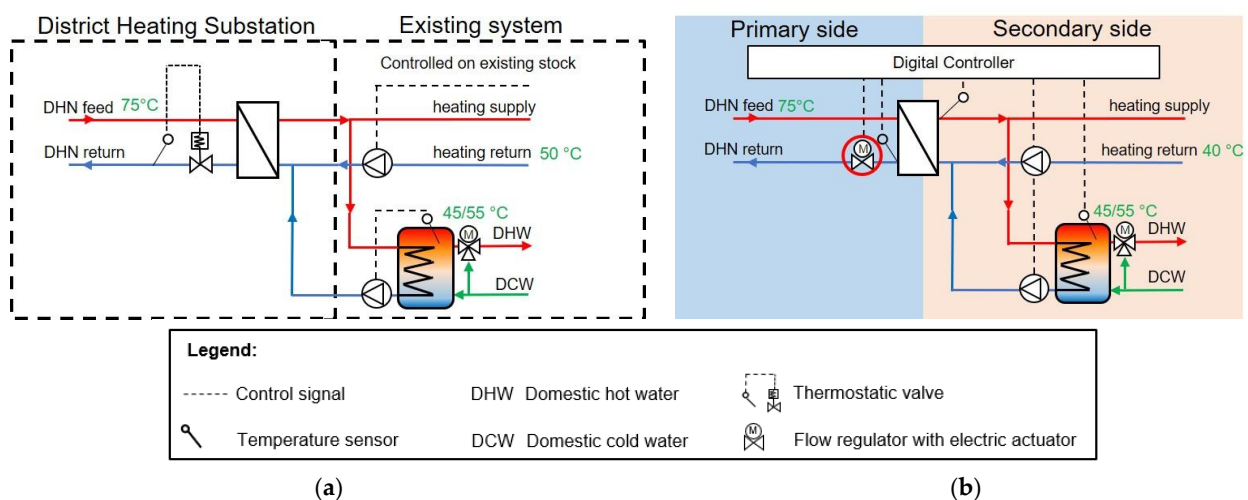 District Heating Substation
Existing system
Controlled on existing stock
DHN feed 75°C
heating supply
DHN return
heating return 50 °C
45/55 °C
M
DHW
DCW
Primary side
Secondary side
Digital Controller
DHN feed 75°C
heating supply
M
DHN return
heating return 40 °C
45/55 °C
M
DHW
DCW
Legend:
Control signal
DHW Domestic hot water
Thermostatic valve
Temperature sensor
DCW Domestic cold water
M
Flow regulator with electric actuator
(a)
(b)